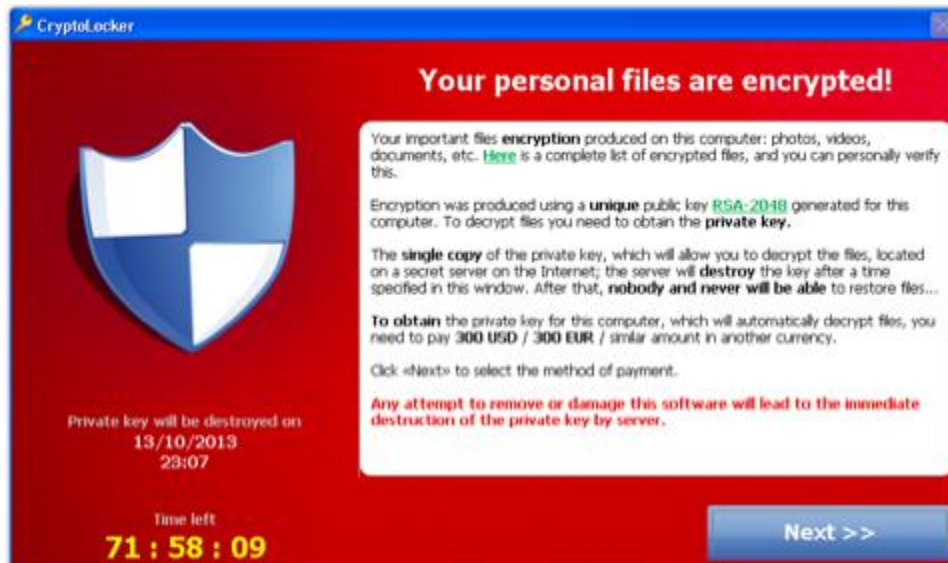 CryptoLocker
Your personal files are encrypted!
Your important files encryption produced on this computer: photos, videos,
documents, etc. Here is a complete list of encrypted files, and you can personally verify
this.
Encryption was produced using a unique public key RSA-2048 generated for this
computer. To decrypt files you need to obtain the private key.
The single copy of the private key, which will allow you to decrypt the files, located
on a secret server on the Internet; the server will destroy the key after a time
specified in this window. After that, nobody and never will be able to restore files...
To obtain the private key for this computer, which will automatically decrypt files, you
need to pay 300 USD / 300 EUR / similar amount in another currency.
Click «Next» to select the method of payment.
Any attempt to remove or damage this software will lead to the immediate
destruction of the private key by server.
Private key will be destroyed on
13/10/2013
23:07
Time left
71 : 58 : 09
Next >>